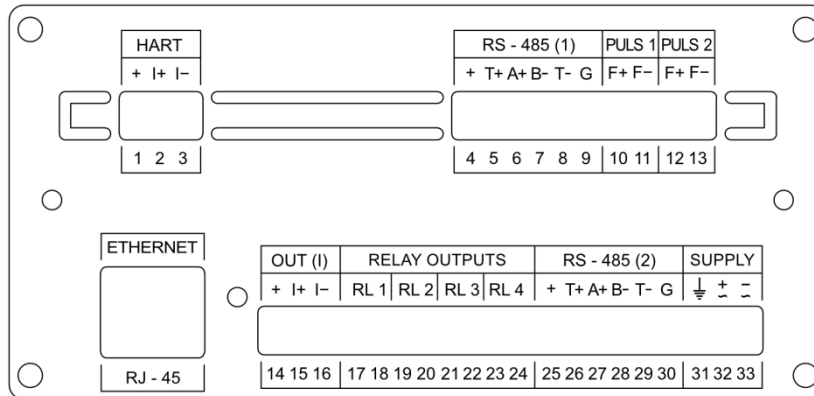 HART RS - 485 (1) PULS 1 PULS 2
+ I+ I− + T+ A+ B- T- G F+ F− F+ F−
1 2 3 4 5 6 7 8 9 10 11 12 13
ETHERNET
OUT (I) RELAY OUTPUTS RS - 485 (2) SUPPLY
+ I+ I− RL 1 RL 2 RL 3 RL 4 + T+ A+ B- T- G ⏚ + ~ − ~
RJ - 45 14 15 16 17 18 19 20 21 22 23 24 25 26 27 28 29 30 31 32 33